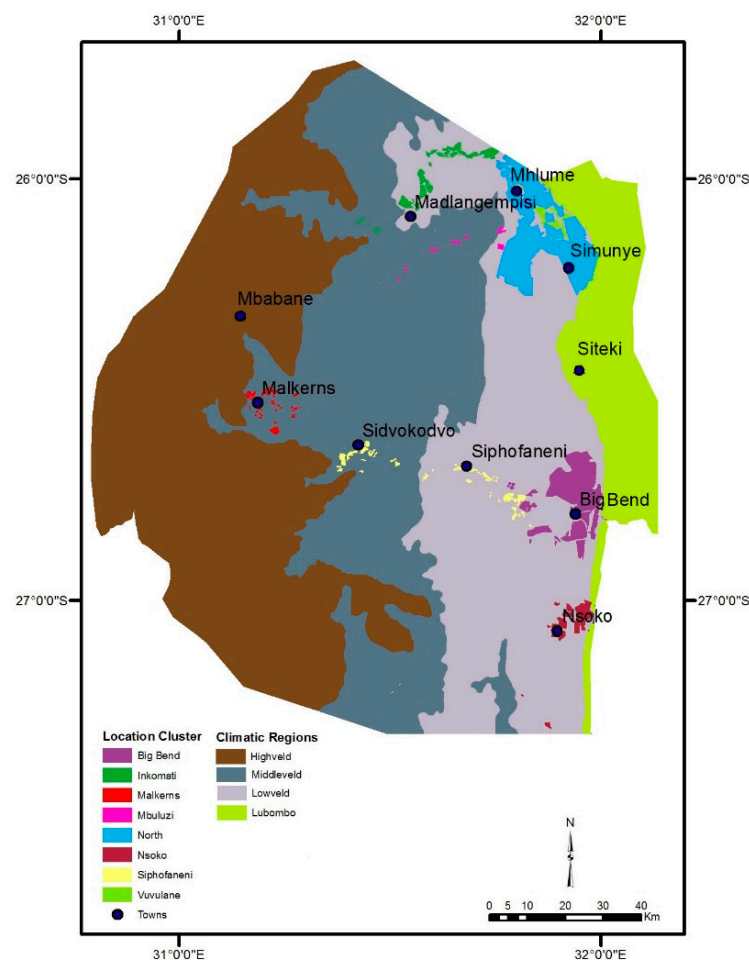 31°0'0"E 32°0'0"E
26°0'0"S 26°0'0"S
Mhlume
Madlangempisi
Simunye
Mbabane
Siteki
Malkerns
Sidvokodvo
Siphofaneni
BigBend
27°0'0"S 27°0'0"S
Nsoko
Location Cluster Climatic Regions
Big Bend Highveld
Inkomati Middleveld
Malkerns Lowveld
Mbuluzi Lubombo
North
Nsoko
Siphofaneni
Vuvulane
Towns
N
0 5 10 20 30 40
Km
31°0'0"E 32°0'0"E